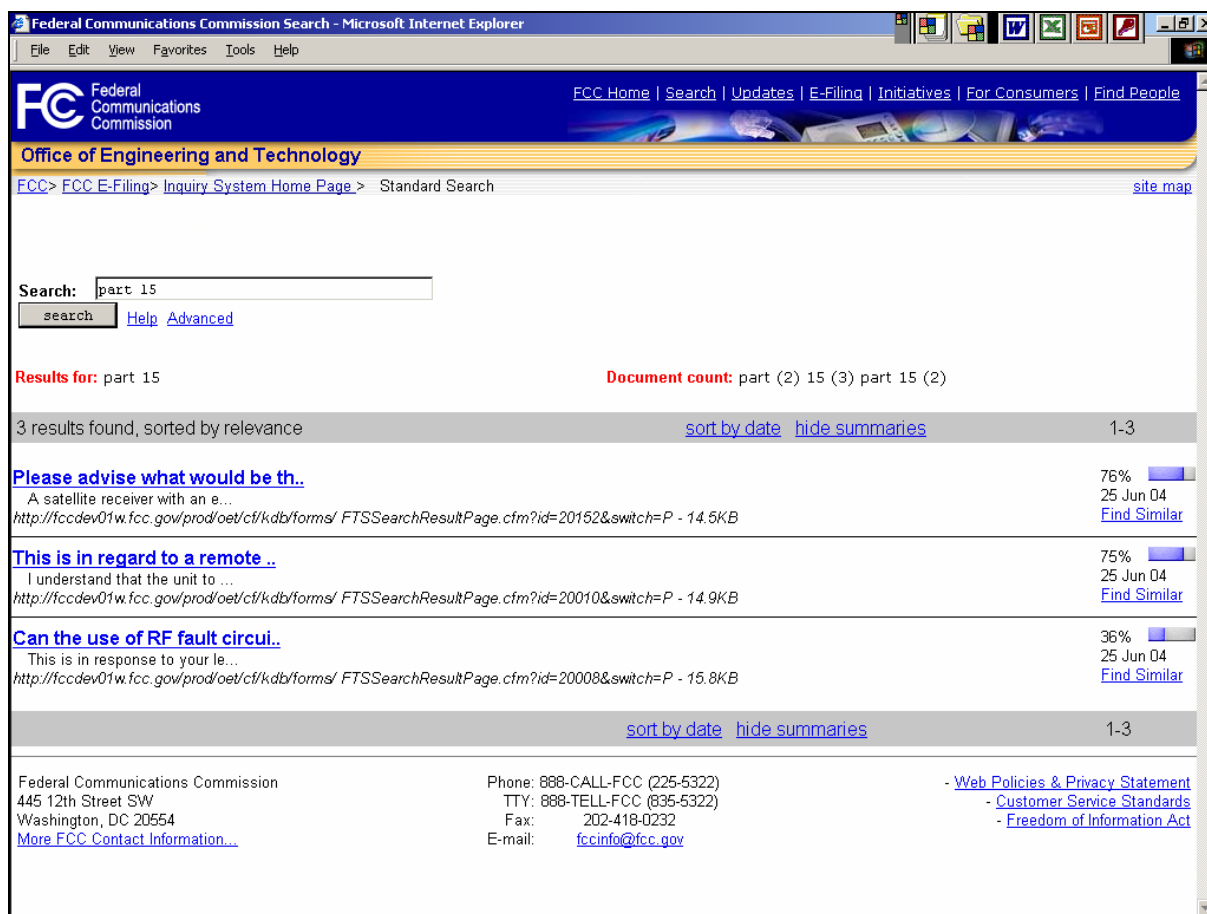 Federal Communications Commission Search - Microsoft Internet Explorer
File Edit View Favorites Tools Help
FCC Federal Communications Commission
FCC Home | Search | Updates | E-Filing | Initiatives | For Consumers | Find People
Office of Engineering and Technology
FCC> FCC E-Filing> Inquiry System Home Page > Standard Search site map
Search: part 15
search Help Advanced
Results for: part 15 Document count: part (2) 15 (3) part 15 (2)
3 results found, sorted by relevance sort by date hide summaries 1-3
Please advise what would be th.. 76%
A satellite receiver with an e... 25 Jun 04
http://fccdev01w.fcc.gov/prod/oet/cf/kdb/forms/ FTSSearchResultPage.cfm?id=20152&switch=P - 14.5KB Find Similar
This is in regard to a remote .. 75%
I understand that the unit to ... 25 Jun 04
http://fccdev01w.fcc.gov/prod/oet/cf/kdb/forms/ FTSSearchResultPage.cfm?id=20010&switch=P - 14.9KB Find Similar
Can the use of RF fault circui.. 36%
This is in response to your le... 25 Jun 04
http://fccdev01w.fcc.gov/prod/oet/cf/kdb/forms/ FTSSearchResultPage.cfm?id=20008&switch=P - 15.8KB Find Similar
sort by date hide summaries 1-3
Federal Communications Commission Phone: 888-CALL-FCC (225-5322) - Web Policies & Privacy Statement
445 12th Street SW TTY: 888-TELL-FCC (835-5322) - Customer Service Standards
Washington, DC 20554 Fax: 202-418-0232 - Freedom of Information Act
More FCC Contact Information... E-mail: fccinfo@fcc.gov